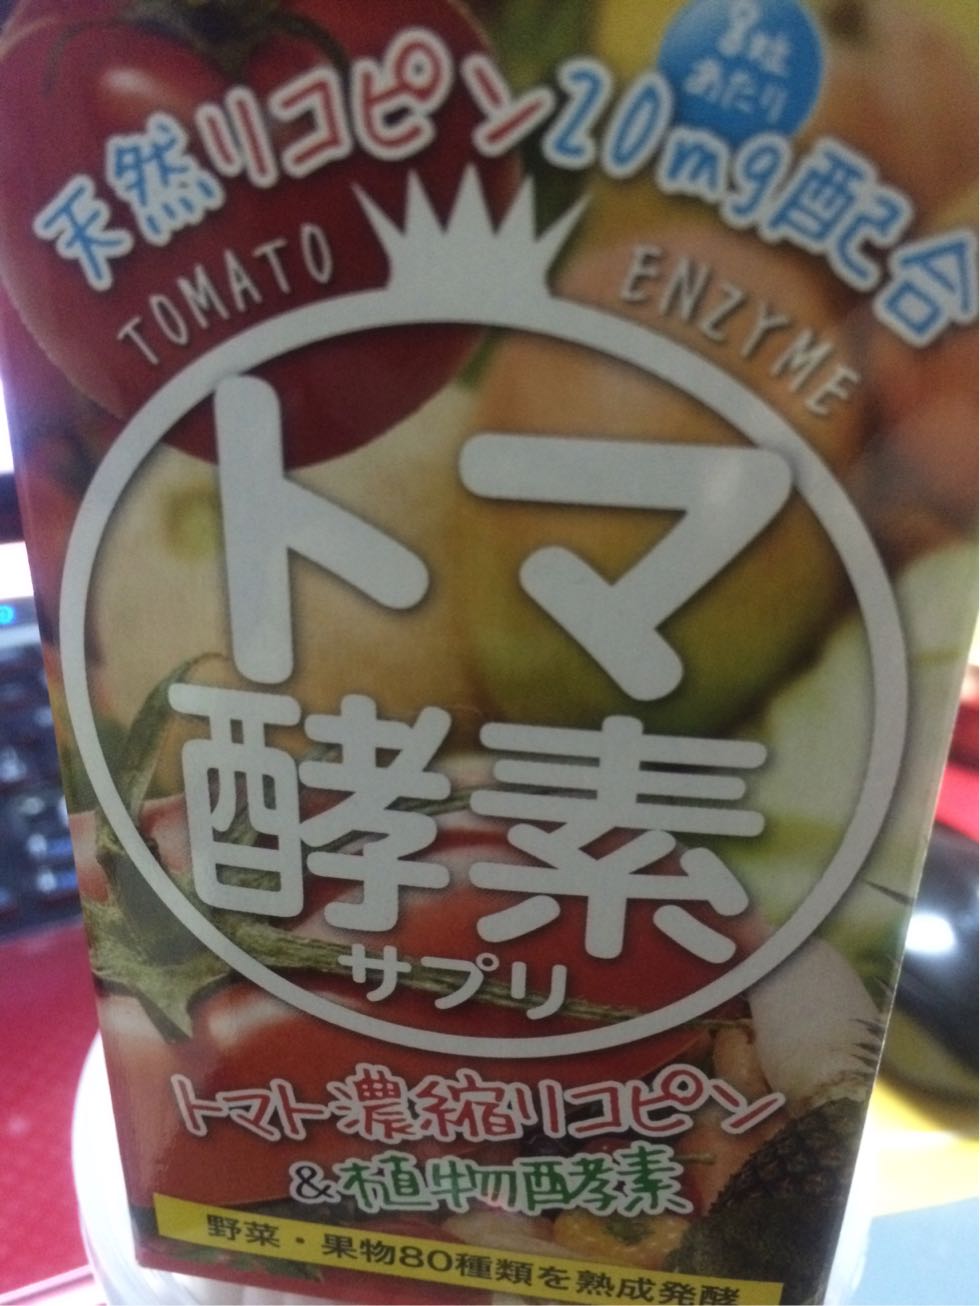 8粒
あたり
天然リコピン20mg配合
TOMATO ENZYME
トマ
酵素
サプリ
トマト濃縮リコピン
&植物酵素
野菜・果物80種類を熟成発酵